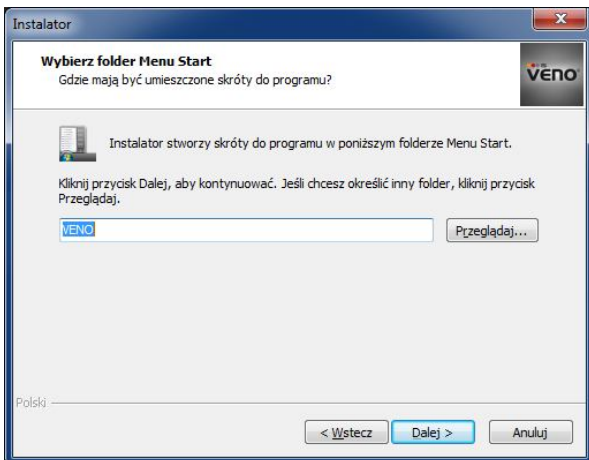 Instalator
Wybierz folder Menu Start
Gdzie mają być umieszczone skróty do programu?
VENO
Instalator stworzy skróty do programu w poniższym folderze Menu Start.
Kliknij przycisk Dalej, aby kontynuować. Jeśli chcesz określić inny folder, kliknij przycisk
Przeglądaj.
VENO
Przeglądaj...
Polski
< Wstecz
Dalej >
Anuluj